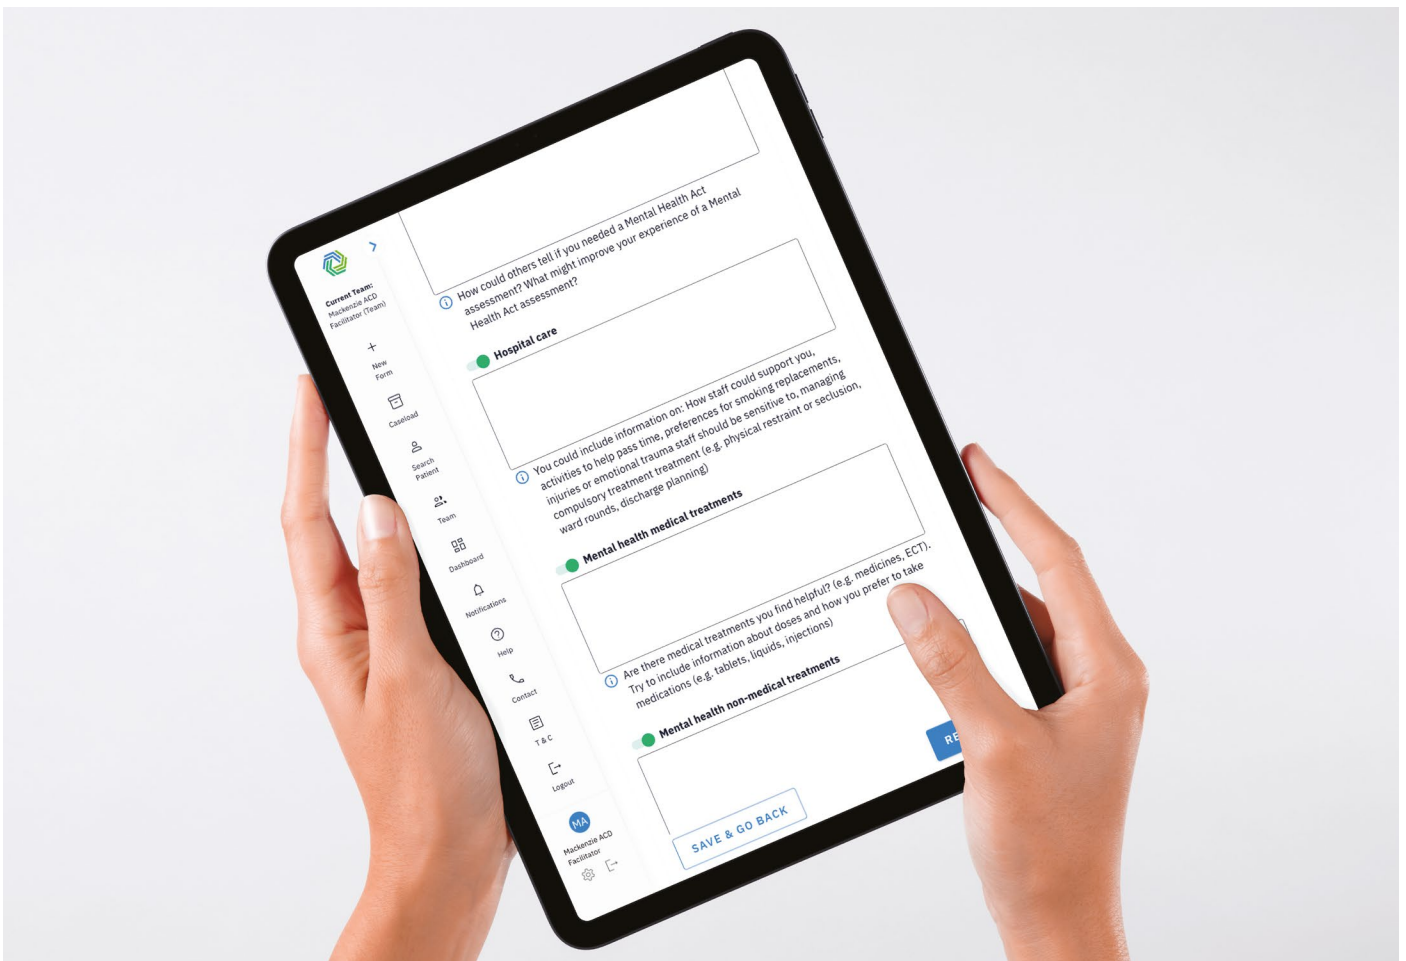 Current Team:
Mackenzie ACD
Facilitator (Team)
New
Form
Caseload
Search
Patient
Team
Dashboard
Notifications
Help
Contact
T & C
Logout
MA
Mackenzie ACD
Facilitator
How could others tell if you needed a Mental Health Act
assessment? What might improve your experience of a Mental
Health Act assessment?
Hospital care
You could include information on: How staff could support you,
activities to help pass time, preferences for smoking replacements,
injuries or emotional trauma staff should be sensitive to, managing
compulsory treatment treatment (e.g. physical restraint or seclusion,
ward rounds, discharge planning)
Mental health medical treatments
Are there medical treatments you find helpful? (e.g. medicines, ECT).
Try to include information about doses and how you prefer to take
medications (e.g. tablets, liquids, injections)
Mental health non-medical treatments
SAVE & GO BACK
RE